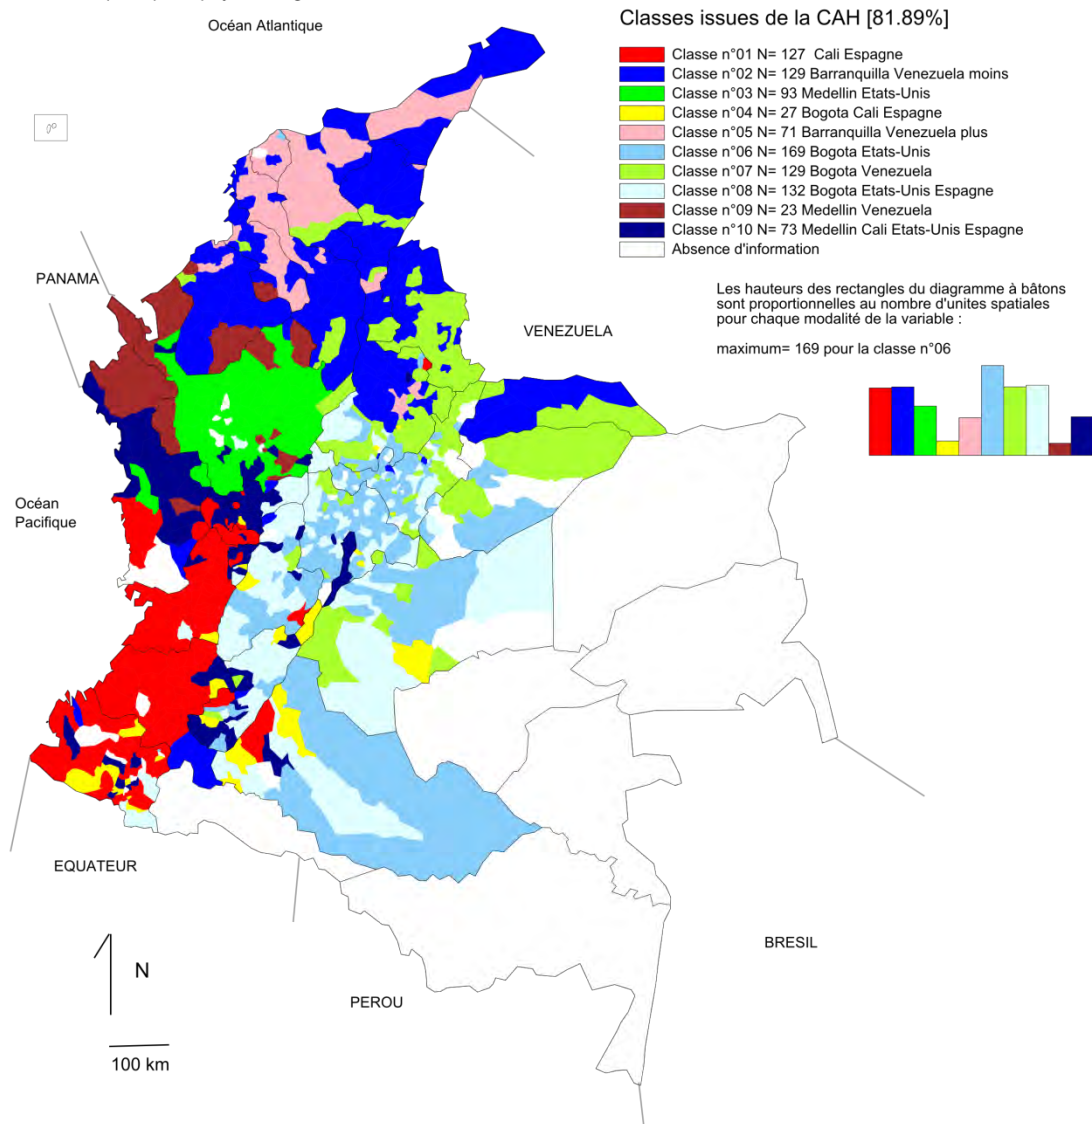 Océan Atlantique
Classes issues de la CAH [81.89%]
Classe n°01 N= 127 Cali Espagne
Classe n°02 N= 129 Barranquilla Venezuela moins
Classe n°03 N= 93 Medellin Etats-Unis
Classe n°04 N= 27 Bogota Cali Espagne
Classe n°05 N= 71 Barranquilla Venezuela plus
Classe n°06 N= 169 Bogota Etats-Unis
Classe n°07 N= 129 Bogota Venezuela
Classe n°08 N= 132 Bogota Etats-Unis Espagne
Classe n°09 N= 23 Medellin Venezuela
Classe n°10 N= 73 Medellin Cali Etats-Unis Espagne
Absence d'information
PANAMA
Les hauteurs des rectangles du diagramme à bâtons
sont proportionnelles au nombre d'unites spatiales
pour chaque modalité de la variable :
VENEZUELA
maximum= 169 pour la classe n°06
Océan
Pacifique
EQUATEUR
BRESIL
N
PEROU
100 km